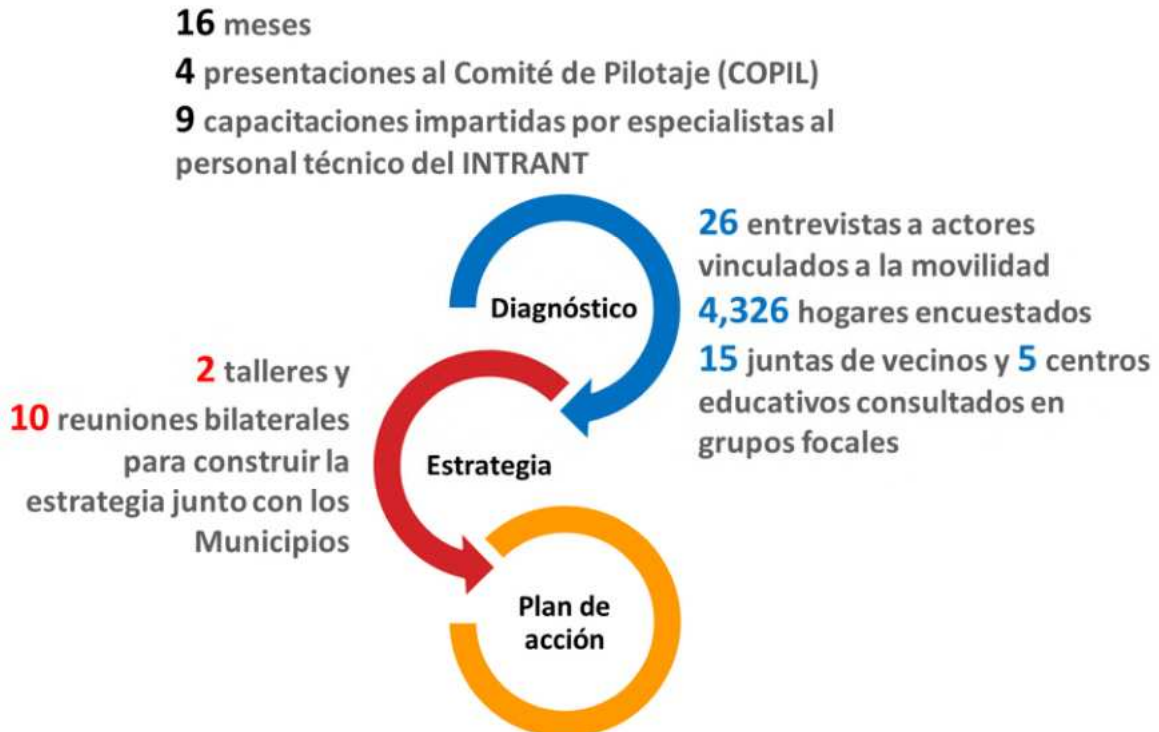 16 meses
4 presentaciones al Comité de Pilotaje (COPIL)
9 capacitaciones impartidas por especialistas al
personal técnico del INTRANT
Diagnóstico
26 entrevistas a actores
vinculados a la movilidad
4,326 hogares encuestados
15 juntas de vecinos y 5 centros
educativos consultados en
grupos focales
2 talleres y
10 reuniones bilaterales
para construir la
estrategia junto con los
Municipios
Estrategia
Plan de
acción